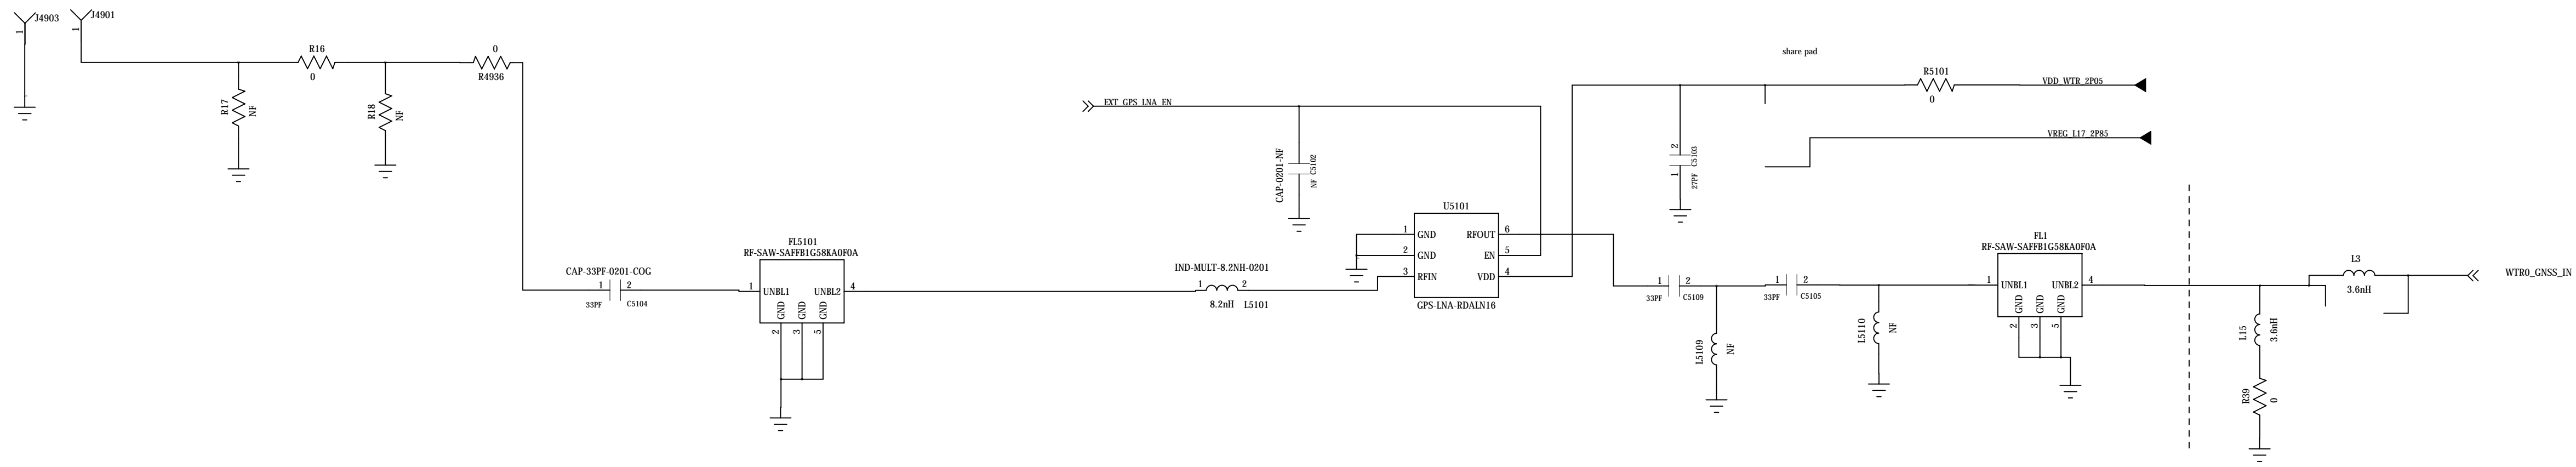 J4903
J4901
1
1
R16
0
0
R4936
R17
NF
R18
NF
share pad
R5101
0
VDD_WTR_2P05
EXT_GPS_LNA_EN
VREG_L17_2P85
CAP-0201-NF
NF C5102
2
1
27PF C5103
U5101
1 GND RFOUT 6
2 GND EN 5
3 RFIN VDD 4
GPS-LNA-RDALN16
FL5101
RF-SAW-SAFFB1G58KA0F0A
1 UNBL1 UNBL2 4
GND GND GND
2 3 5
CAP-33PF-0201-COG
1 2
33PF C5104
IND-MULT-8.2NH-0201
1 2
8.2nH L5101
1 2
33PF C5109
1 2
33PF C5105
L5109
NF
L5110
NF
FL1
RF-SAW-SAFFB1G58KA0F0A
1 UNBL1 UNBL2 4
GND GND GND
2 3 5
L3
3.6nH
WTR0_GNSS_IN
L15
3.6nH
R39
0